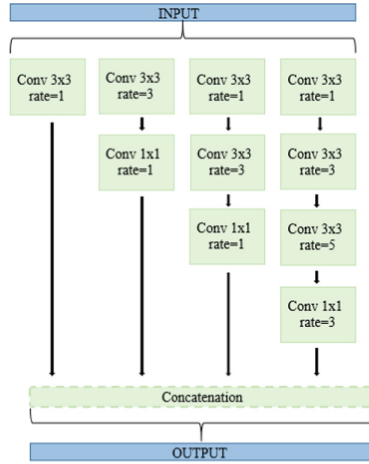 INPUT
Conv 3x3
rate=1
Conv 3x3
rate=3
Conv 3x3
rate=1
Conv 3x3
rate=1
Conv 1x1
rate=1
Conv 3x3
rate=3
Conv 3x3
rate=3
Conv 1x1
rate=1
Conv 3x3
rate=5
Conv 1x1
rate=3
Concatenation
OUTPUT